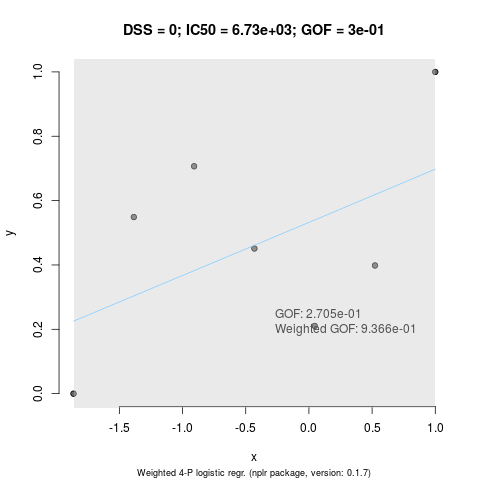 DSS = 0; IC50 = 6.73e+03; GOF = 3e-01
1.0
0.8
0.6
0.4
0.2
0.0
y
GOF: 2.705e-01
Weighted GOF: 9.366e-01
-1.5 -1.0 -0.5 0.0 0.5 1.0
x
Weighted 4-P logistic regr. (nplr package, version: 0.1.7)